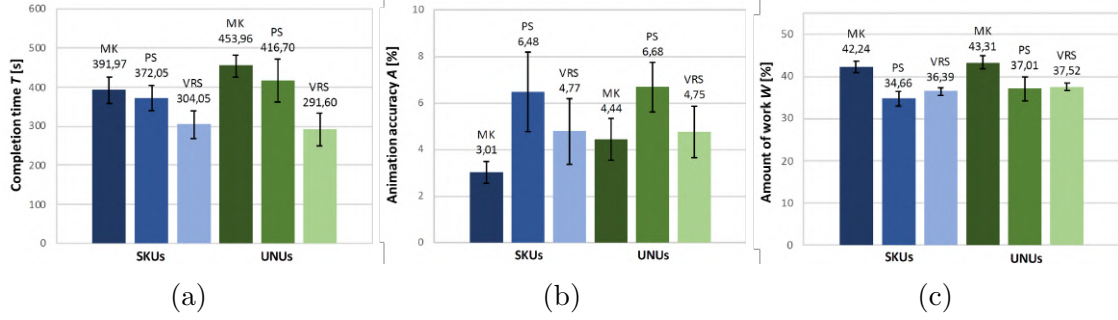 Completion time T [s]
600
500
400
300
200
100
0
MK
391,97
PS
372,05
VRS
304,05
MK
453,96
PS
416,70
VRS
291,60
SKUs
UNUs
(a)
Animation accuracy A [%]
10
8
6
4
2
0
MK
3,01
PS
6,48
VRS
4,77
MK
4,44
PS
6,68
VRS
4,75
SKUs
UNUs
(b)
Amount of work W [%]
50
40
30
20
10
0
MK
42,24
PS
34,66
VRS
36,39
MK
43,31
PS
37,01
VRS
37,52
SKUs
UNUs
(c)